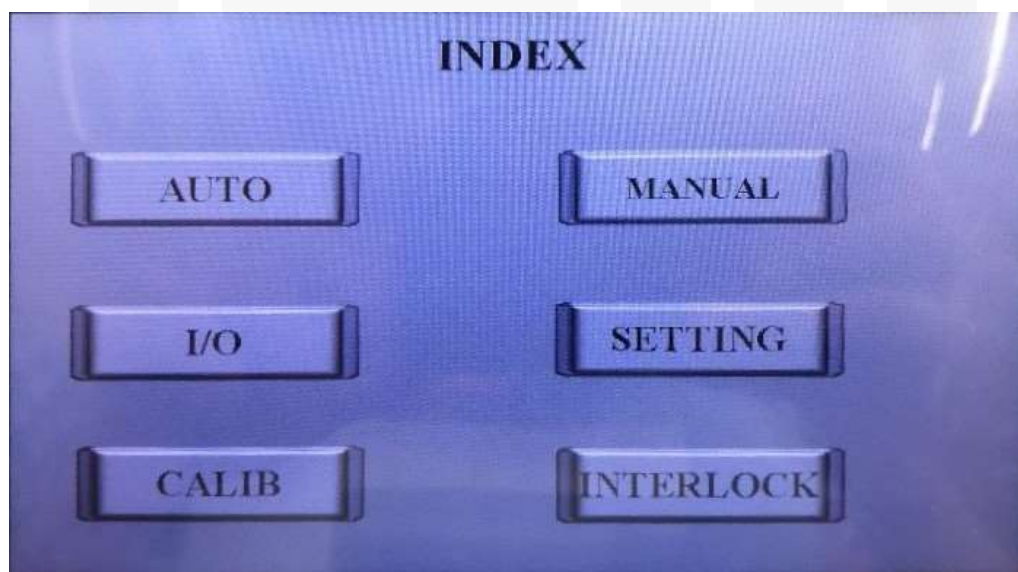 INDEX
AUTO
MANUAL
I/O
SETTING
CALIB
INTERLOCK